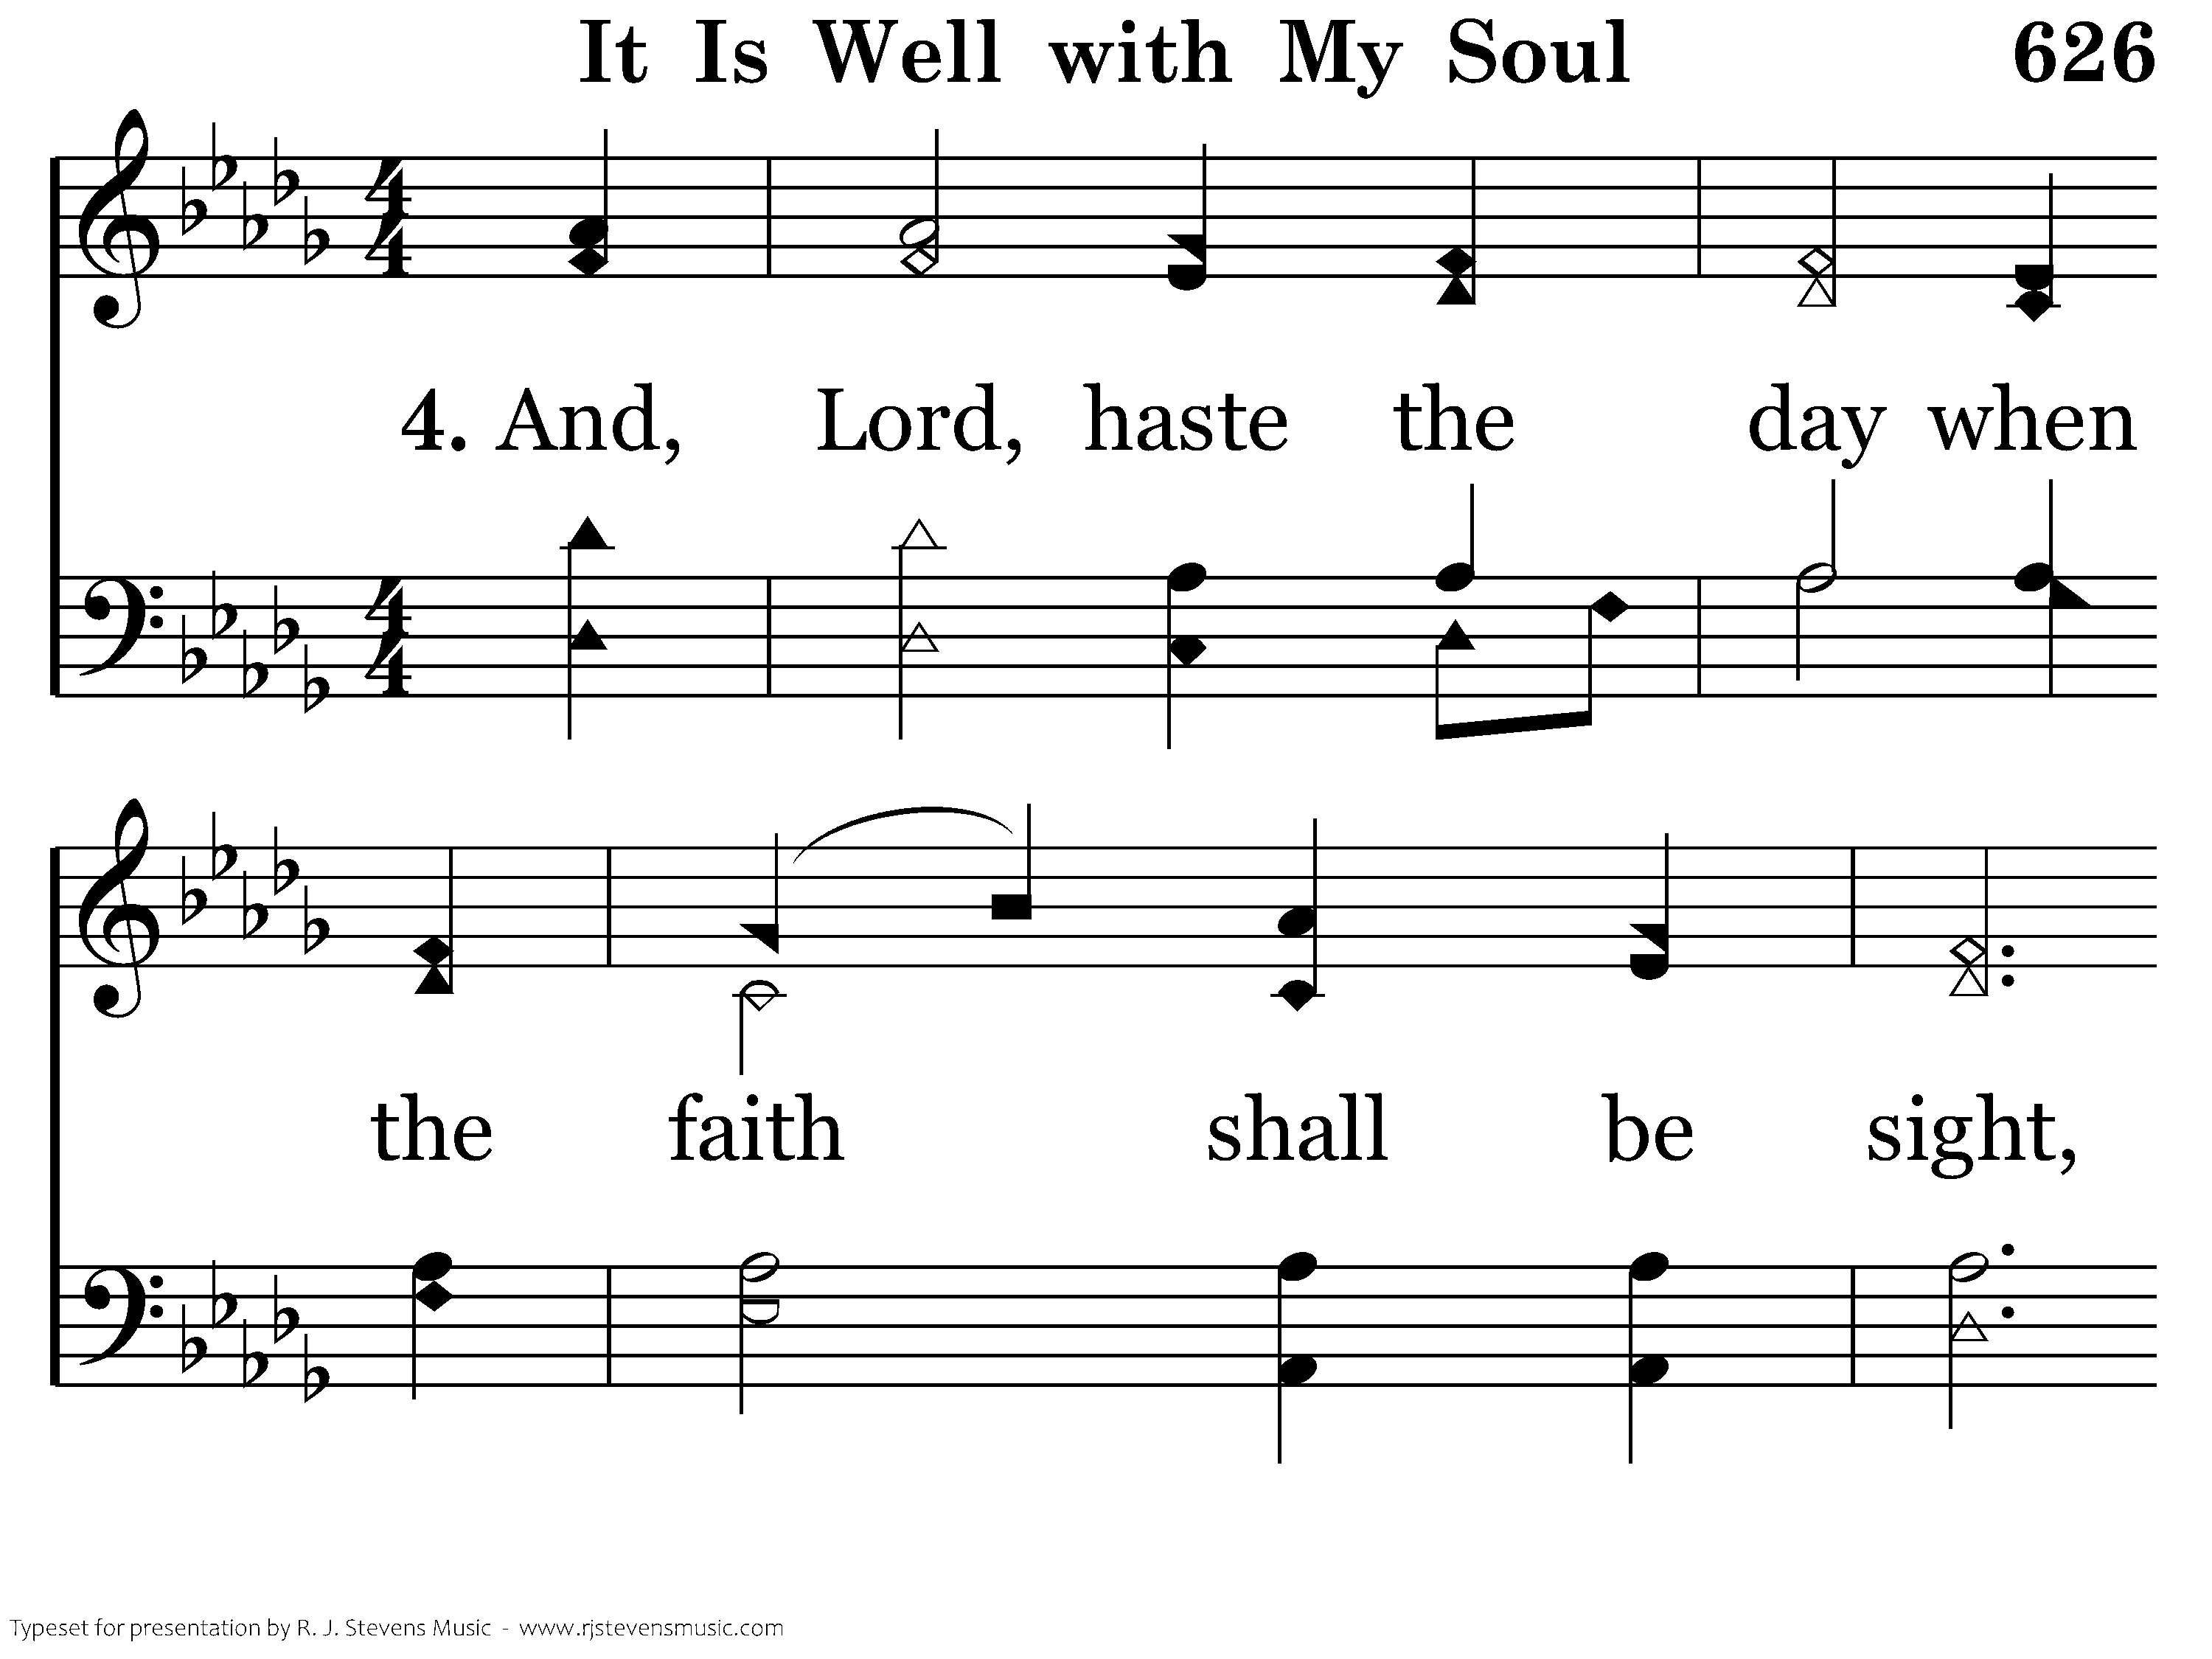 It Is Well with My Soul 626
4. And, Lord, haste the day when
the faith shall be sight,
Typeset for presentation by R. J. Stevens Music - www.rjstevensmusic.com